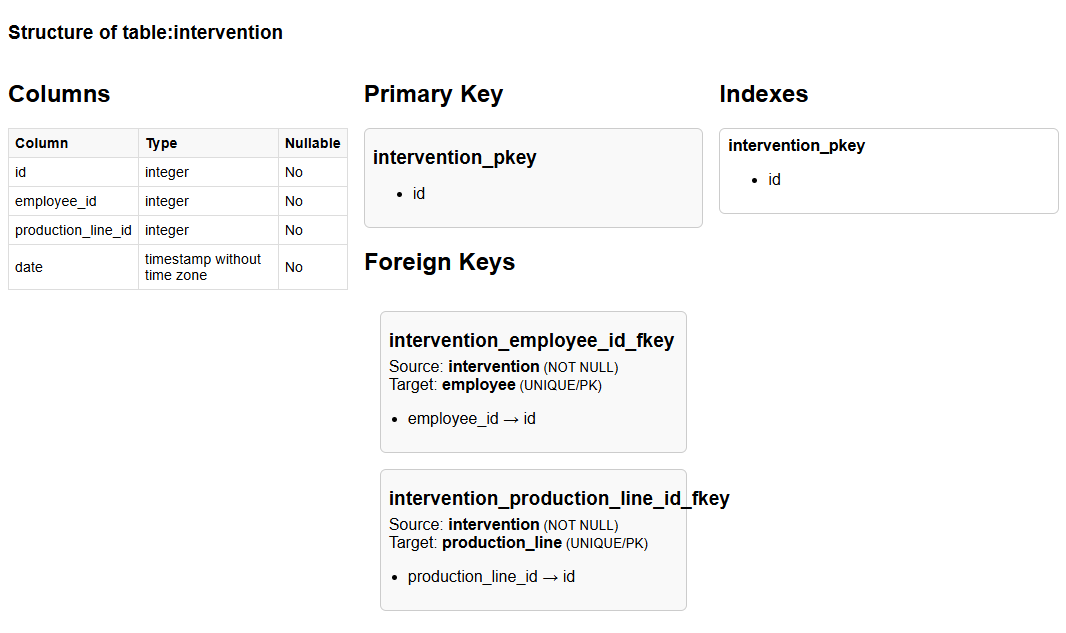 Structure of table:intervention
Columns
Column Type Nullable
id integer No
employee_id integer No
production_line_id integer No
date timestamp without time zone No
Primary Key
intervention_pkey
• id
Foreign Keys
intervention_employee_id_fkey
Source: intervention (NOT NULL)
Target: employee (UNIQUE/PK)
• employee_id → id
intervention_production_line_id_fkey
Source: intervention (NOT NULL)
Target: production_line (UNIQUE/PK)
• production_line_id → id
Indexes
intervention_pkey
• id